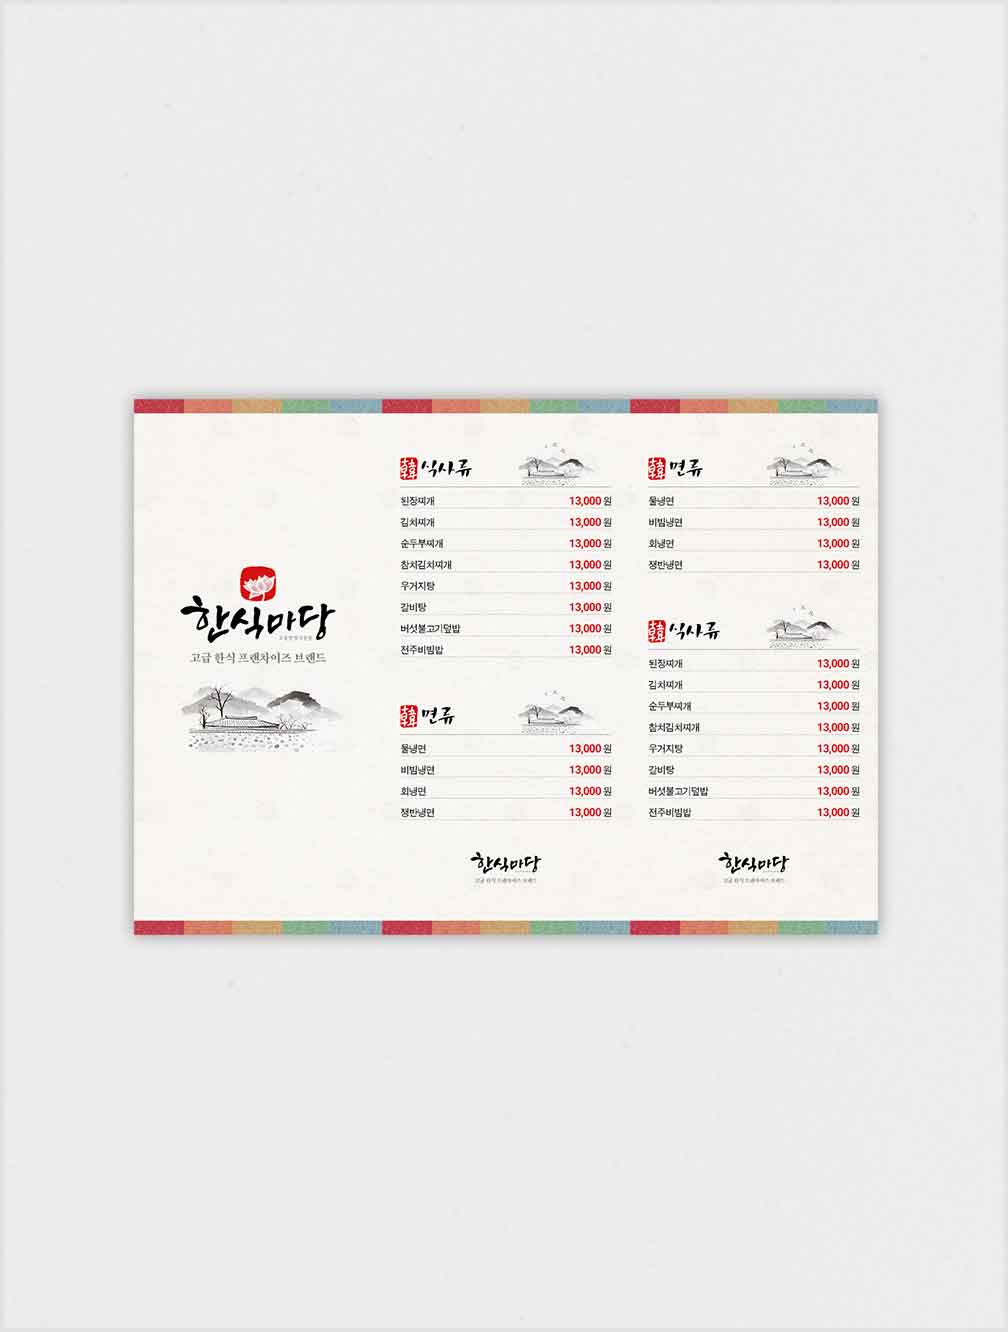 한식마당
고급 한식 프랜차이즈 브랜드
韓 식사류
된장찌개 13,000 원
김치찌개 13,000 원
순두부찌개 13,000 원
참치김치찌개 13,000 원
우거지탕 13,000 원
갈비탕 13,000 원
버섯불고기덮밥 13,000 원
전주비빔밥 13,000 원
韓 면류
물냉면 13,000 원
비빔냉면 13,000 원
회냉면 13,000 원
쟁반냉면 13,000 원
한식마당
고급 한식 프랜차이즈 브랜드
韓 면류
물냉면 13,000 원
비빔냉면 13,000 원
회냉면 13,000 원
쟁반냉면 13,000 원
韓 식사류
된장찌개 13,000 원
김치찌개 13,000 원
순두부찌개 13,000 원
참치김치찌개 13,000 원
우거지탕 13,000 원
갈비탕 13,000 원
버섯불고기덮밥 13,000 원
전주비빔밥 13,000 원
한식마당
고급 한식 프랜차이즈 브랜드